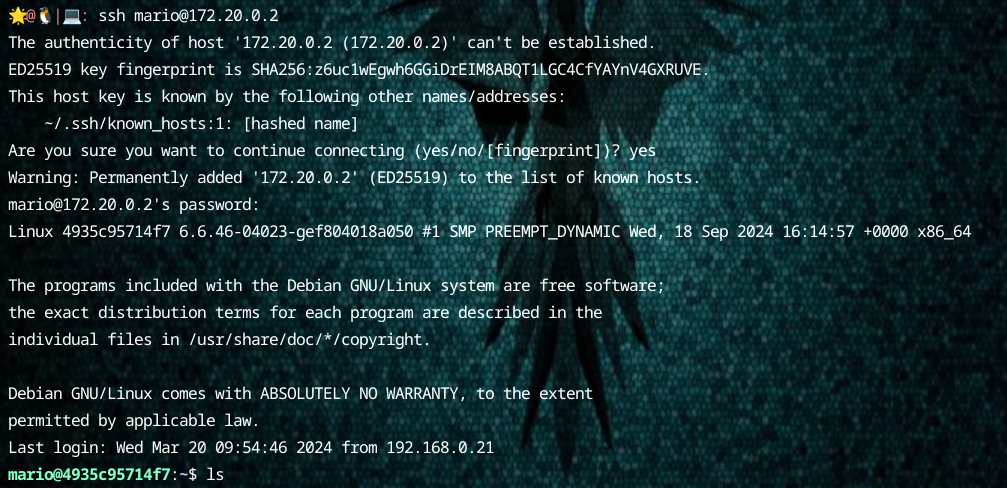 🌟@🐧|💻: ssh mario@172.20.0.2
The authenticity of host '172.20.0.2 (172.20.0.2)' can't be established.
ED25519 key fingerprint is SHA256:z6uc1wEgwh6GGiDrEIM8ABQT1LGC4CfYAYnV4GXRUVE.
This host key is known by the following other names/addresses:
    ~/.ssh/known_hosts:1: [hashed name]
Are you sure you want to continue connecting (yes/no/[fingerprint])? yes
Warning: Permanently added '172.20.0.2' (ED25519) to the list of known hosts.
mario@172.20.0.2's password:
Linux 4935c95714f7 6.6.46-04023-gef804018a050 #1 SMP PREEMPT_DYNAMIC Wed, 18 Sep 2024 16:14:57 +0000 x86_64
The programs included with the Debian GNU/Linux system are free software;
the exact distribution terms for each program are described in the
individual files in /usr/share/doc/*/copyright.
Debian GNU/Linux comes with ABSOLUTELY NO WARRANTY, to the extent
permitted by applicable law.
Last login: Wed Mar 20 09:54:46 2024 from 192.168.0.21
mario@4935c95714f7:~$ ls